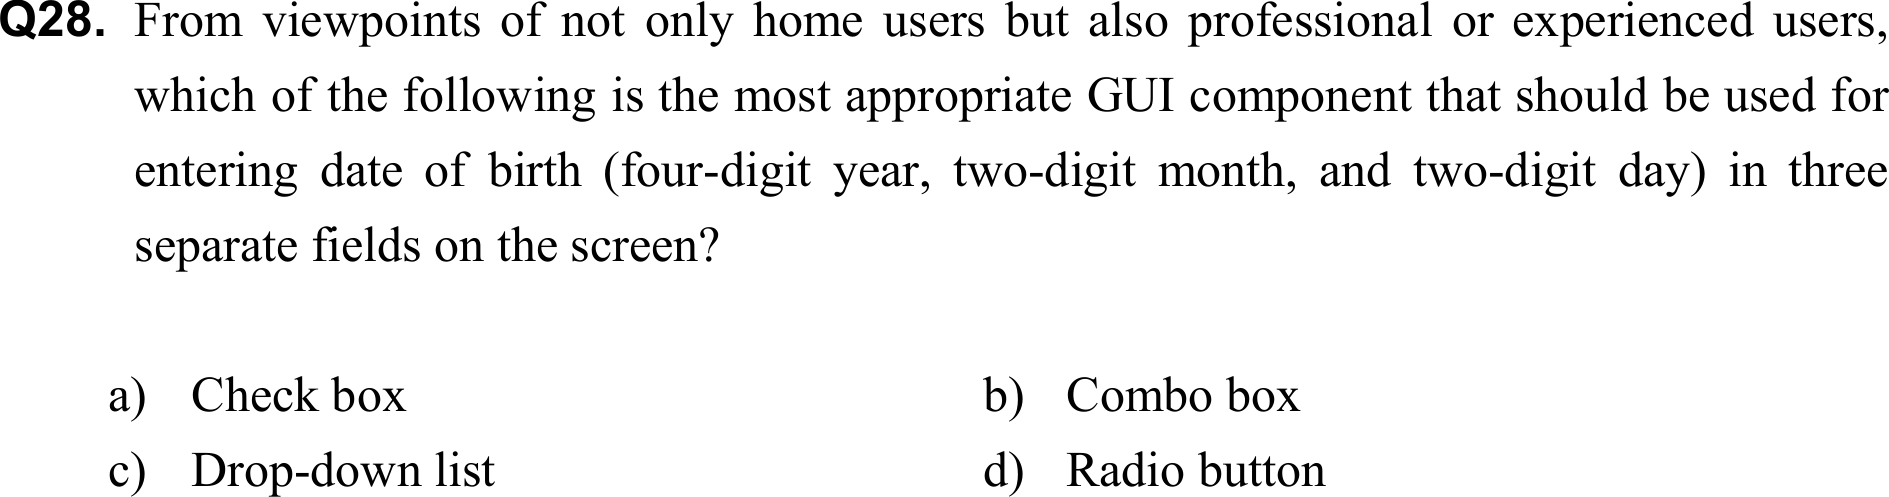 Q28. From viewpoints of not only home users but also professional or experienced users,
which of the following is the most appropriate GUI component that should be used for
entering date of birth (four-digit year, two-digit month, and two-digit day) in three
separate fields on the screen?
a) Check box b) Combo box
c) Drop-down list d) Radio button